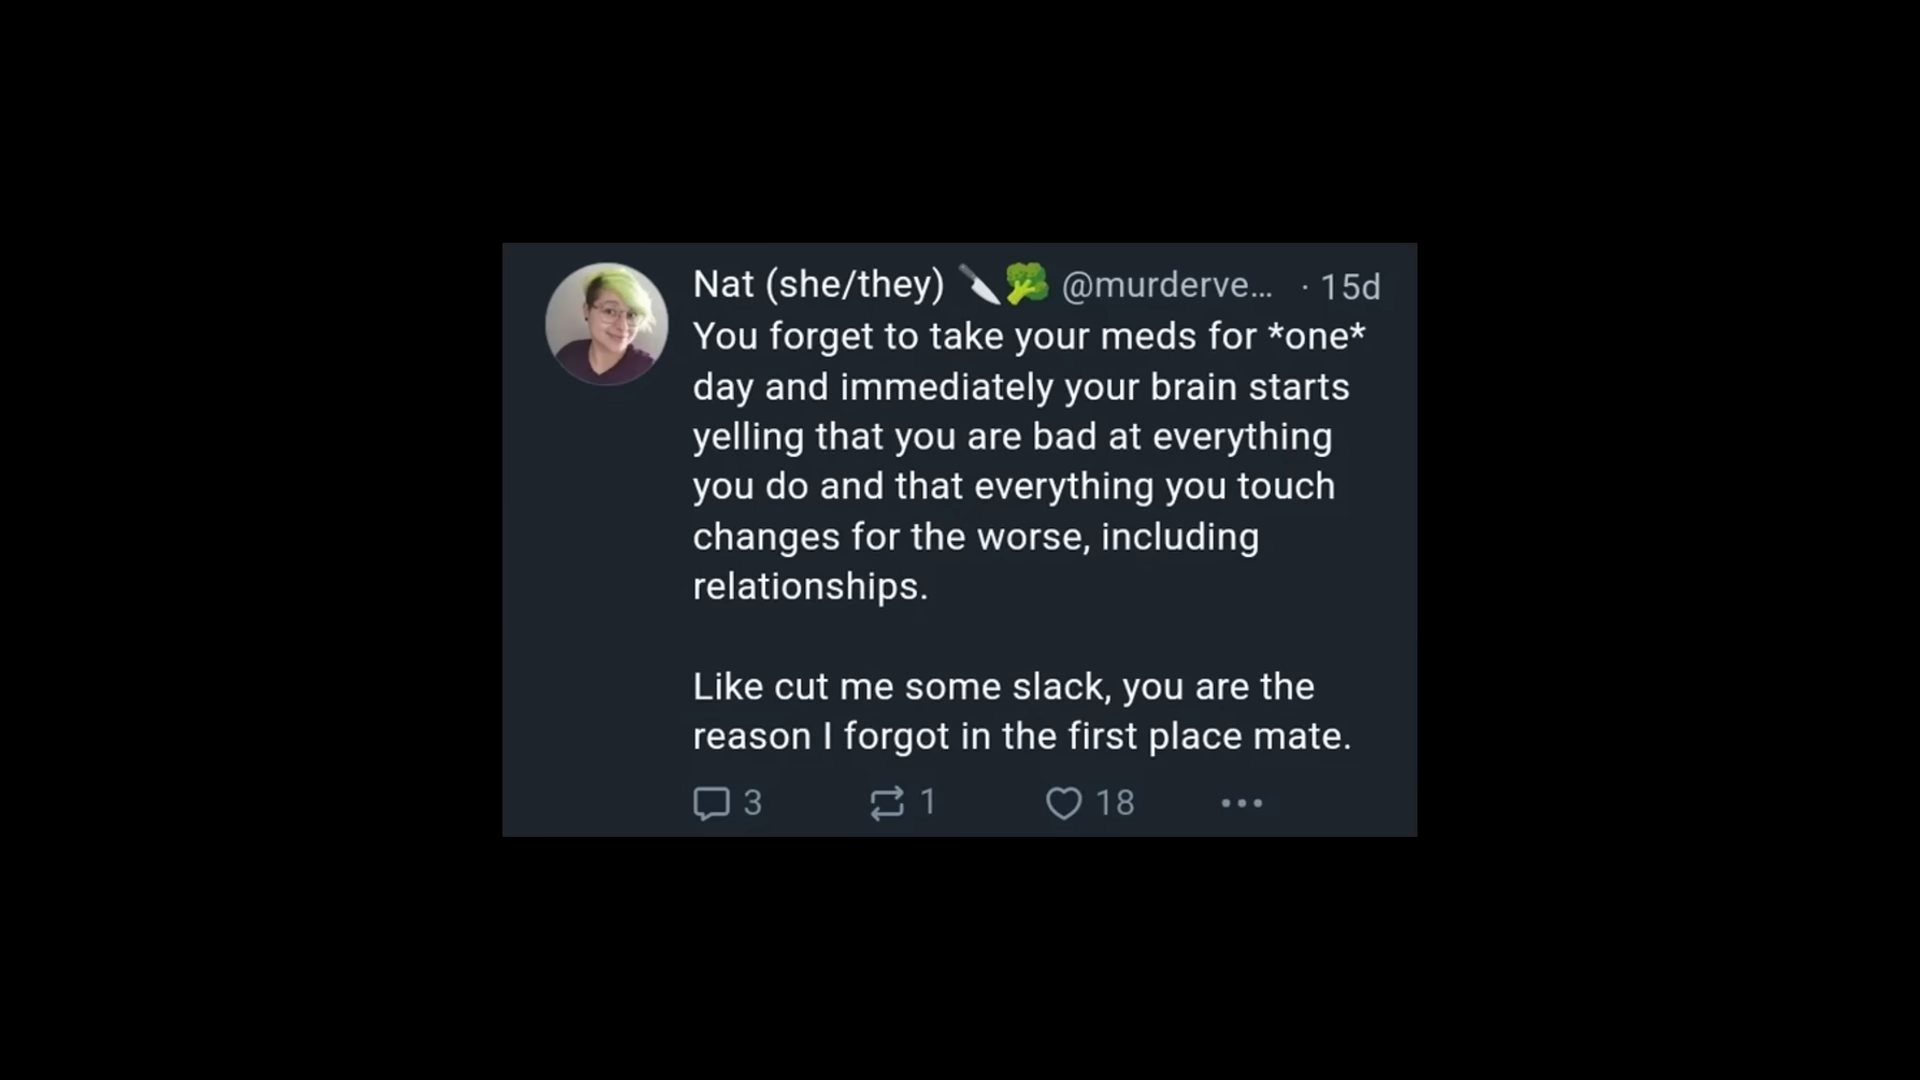 Nat (she/they) 🔪🥦 @murderve... · 15d
You forget to take your meds for *one*
day and immediately your brain starts
yelling that you are bad at everything
you do and that everything you touch
changes for the worse, including
relationships.
Like cut me some slack, you are the
reason I forgot in the first place mate.
3 1 18